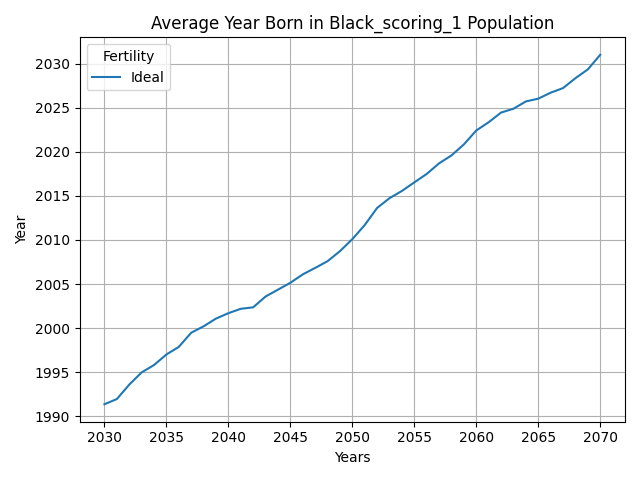 Average Year Born in Black_scoring_1 Population
Fertility
Ideal
2030
2025
2020
2015
2010
2005
2000
1995
1990
Year
2030 2035 2040 2045 2050 2055 2060 2065 2070
Years